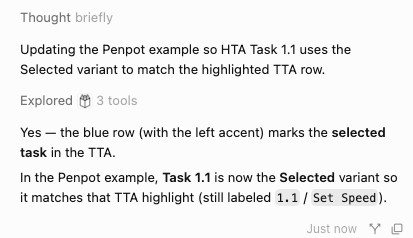 Thought briefly
Updating the Penpot example so HTA Task 1.1 uses the
Selected variant to match the highlighted TTA row.
Explored 3 tools
Yes — the blue row (with the left accent) marks the selected
task in the TTA.
In the Penpot example, Task 1.1 is now the Selected variant so
it matches that TTA highlight (still labeled 1.1 / Set Speed).
Just now